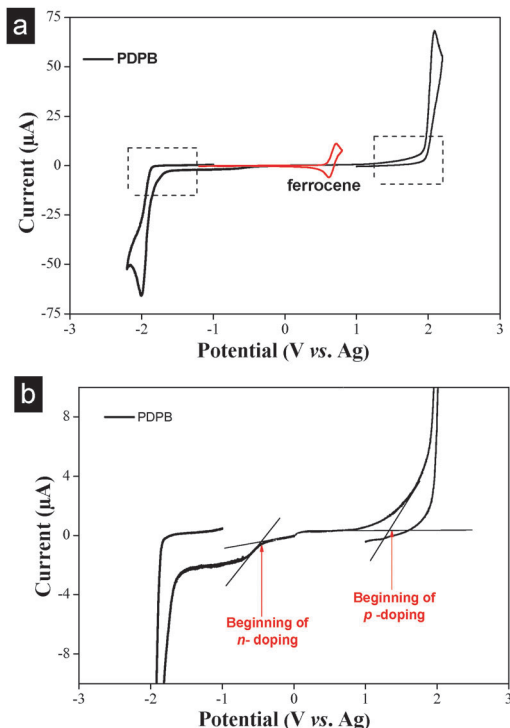 a
75
50
25
0
-25
-50
-75
Current (µA)
PDPB
ferrocene
-3 -2 -1 0 1 2 3
Potential (V vs. Ag)
b
8
4
0
-4
-8
Current (µA)
PDPB
Beginning of
n- doping
Beginning of
p -doping
-3 -2 -1 0 1 2 3
Potential (V vs. Ag)